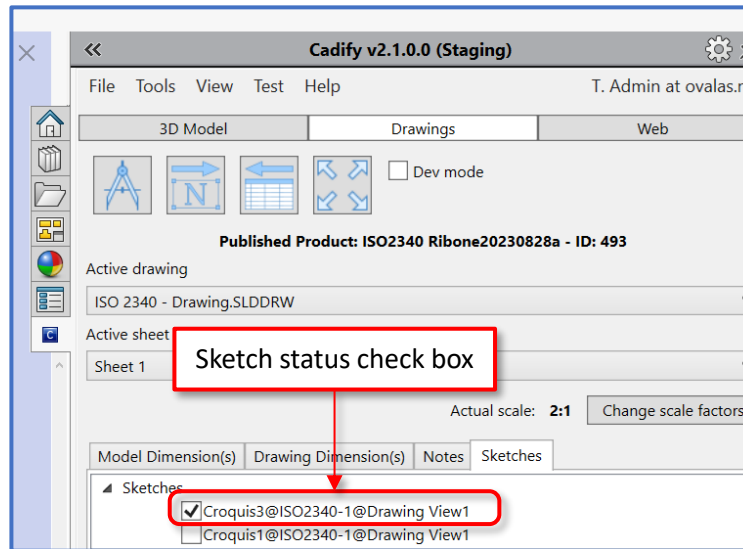 Cadify v2.1.0.0 (Staging)
File Tools View Test Help T. Admin at ovalas.
3D Model Drawings Web
N Dev mode
Published Product: ISO2340 Ribone20230828a - ID: 493
Active drawing
ISO 2340 - Drawing.SLDDRW
Active sheet
Sheet 1
Sketch status check box
Actual scale: 2:1 Change scale factors
Model Dimension(s) Drawing Dimension(s) Notes Sketches
Sketches
Croquis3@ISO2340-1@Drawing View1
Croquis1@ISO2340-1@Drawing View1
C